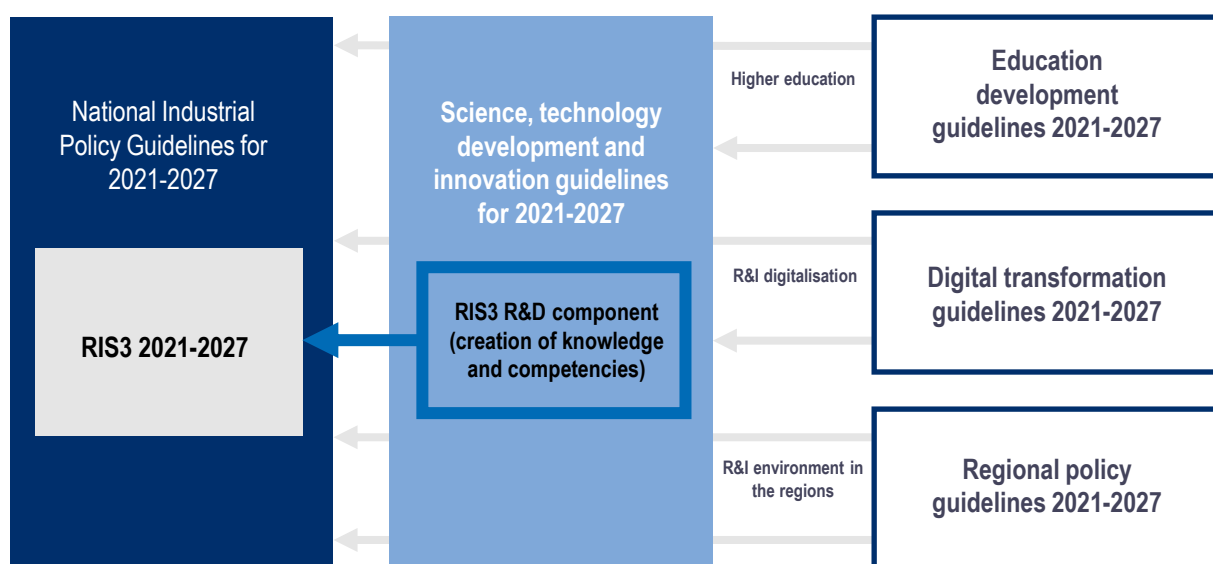 National Industrial
Policy Guidelines for
2021-2027
RIS3 2021-2027
Science, technology
development and
innovation guidelines
for 2021-2027
RIS3 R&D component
(creation of knowledge
and competencies)
Higher education
R&I digitalisation
R&I environment in
the regions
Education
development
guidelines 2021-2027
Digital transformation
guidelines 2021-2027
Regional policy
guidelines 2021-2027